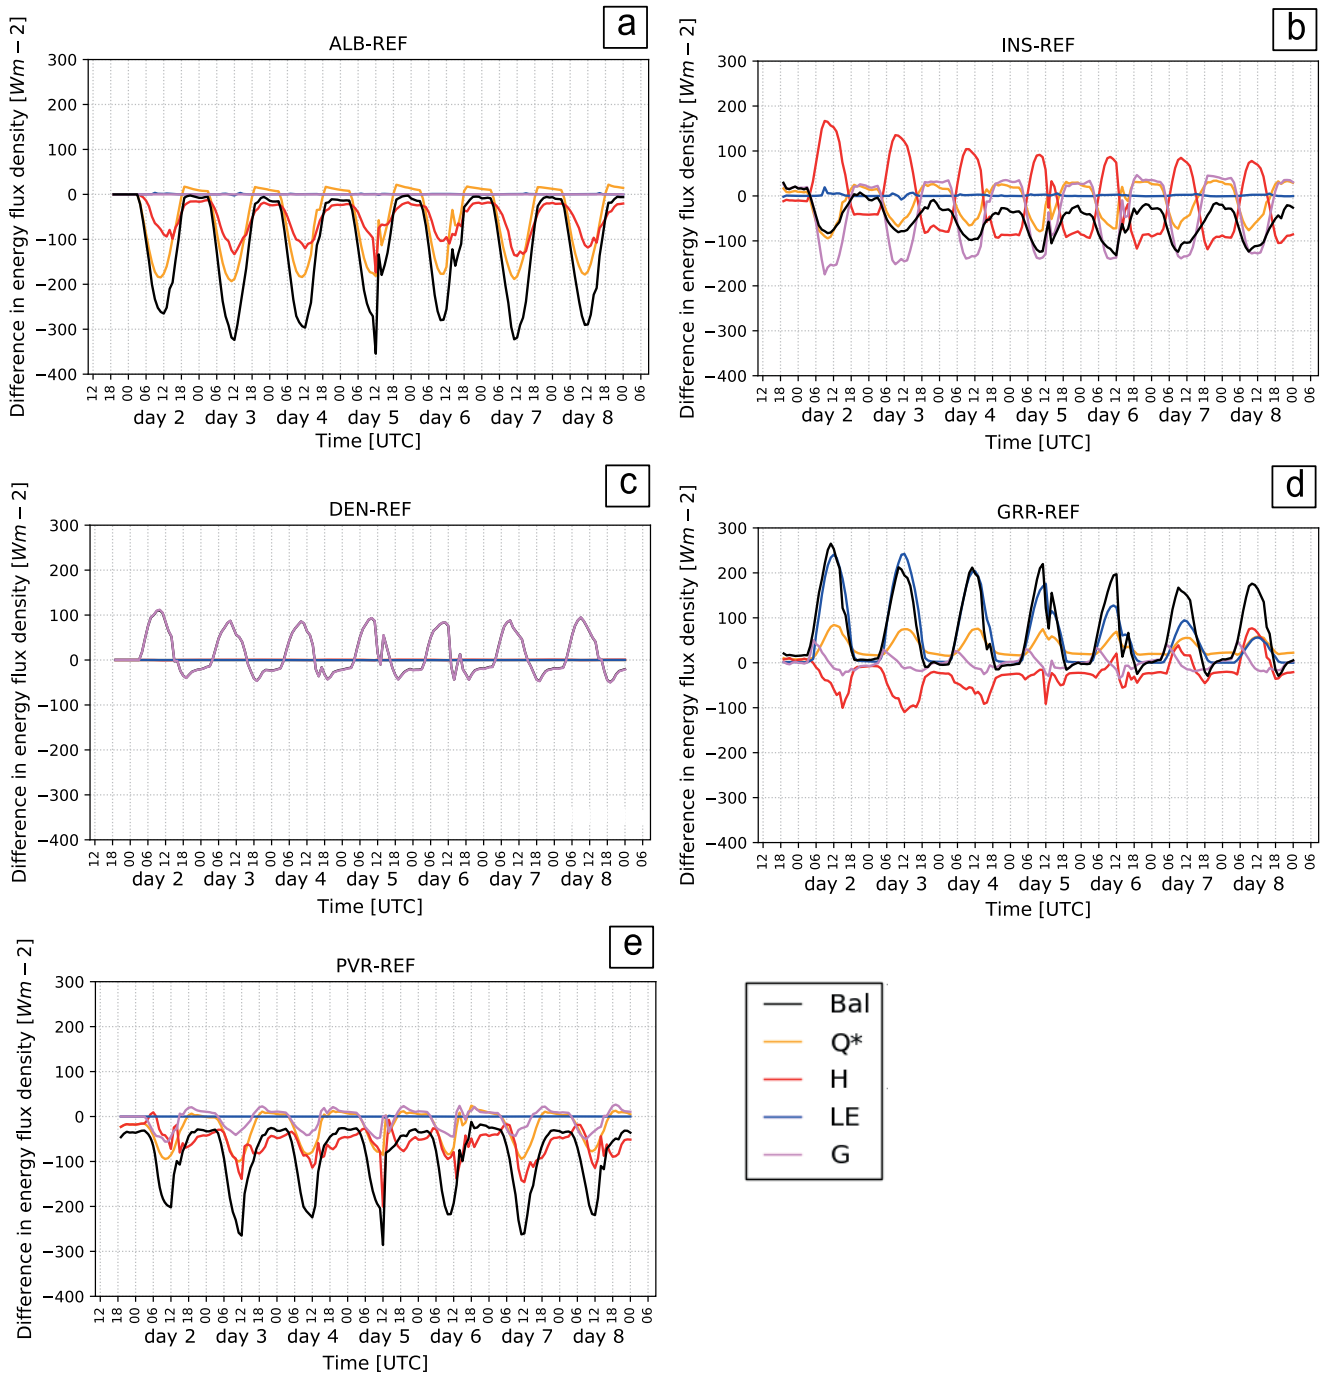 a
ALB-REF
Difference in energy flux density [Wm − 2]
300
200
100
0
−100
−200
−300
−400
12 18 00 06 12 18 00 06 12 18 00 06 12 18 00 06 12 18 00 06 12 18 00 06 12 18 00 06 12 18 00 06
day 2 day 3 day 4 day 5 day 6 day 7 day 8
Time [UTC]
b
INS-REF
Difference in energy flux density [Wm − 2]
300
200
100
0
−100
−200
−300
−400
12 18 00 06 12 18 00 06 12 18 00 06 12 18 00 06 12 18 00 06 12 18 00 06 12 18 00 06 12 18 00 06
day 2 day 3 day 4 day 5 day 6 day 7 day 8
Time [UTC]
c
DEN-REF
Difference in energy flux density [Wm − 2]
300
200
100
0
−100
−200
−300
−400
12 18 00 06 12 18 00 06 12 18 00 06 12 18 00 06 12 18 00 06 12 18 00 06 12 18 00 06 12 18 00 06
day 2 day 3 day 4 day 5 day 6 day 7 day 8
Time [UTC]
d
GRR-REF
Difference in energy flux density [Wm − 2]
300
200
100
0
−100
−200
−300
−400
12 18 00 06 12 18 00 06 12 18 00 06 12 18 00 06 12 18 00 06 12 18 00 06 12 18 00 06 12 18 00 06
day 2 day 3 day 4 day 5 day 6 day 7 day 8
Time [UTC]
e
PVR-REF
Difference in energy flux density [Wm − 2]
300
200
100
0
−100
−200
−300
−400
12 18 00 06 12 18 00 06 12 18 00 06 12 18 00 06 12 18 00 06 12 18 00 06 12 18 00 06 12 18 00 06
day 2 day 3 day 4 day 5 day 6 day 7 day 8
Time [UTC]
Bal
Q*
H
LE
G